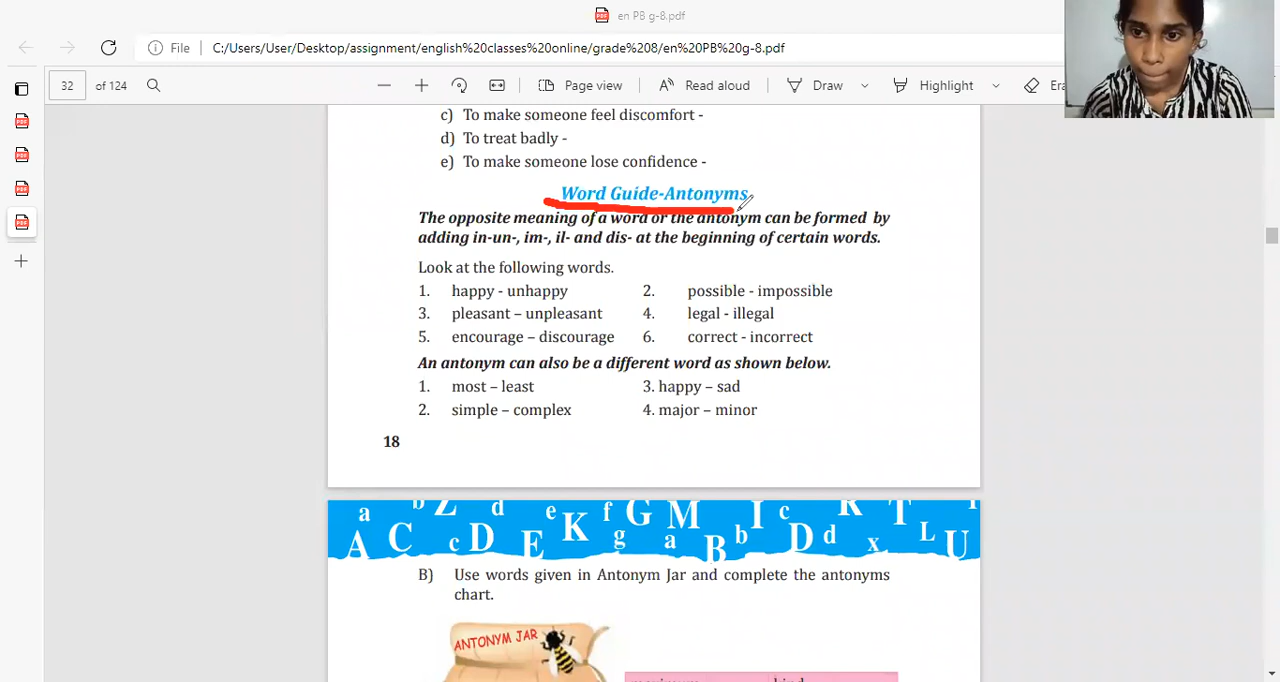 en PB g-8.pdf
File C:/Users/User/Desktop/assignment/english%20classes%20online/grade%208/en%20PB%20g-8.pdf
32 of 124 Page view Read aloud Draw Highlight
c) To make someone feel discomfort -
d) To treat badly -
e) To make someone lose confidence -
Word Guide-Antonyms
The opposite meaning of a word or the antonym can be formed by
adding in-un-, im-, il- and dis- at the beginning of certain words.
Look at the following words.
1. happy - unhappy 2. possible - impossible
3. pleasant – unpleasant 4. legal - illegal
5. encourage – discourage 6. correct - incorrect
An antonym can also be a different word as shown below.
1. most – least 3. happy – sad
2. simple – complex 4. major – minor
18
a b Z d e K f G M I c R T
A C c D E g a B b D d x L U
B) Use words given in Antonym Jar and complete the antonyms
chart.
ANTONYM JAR